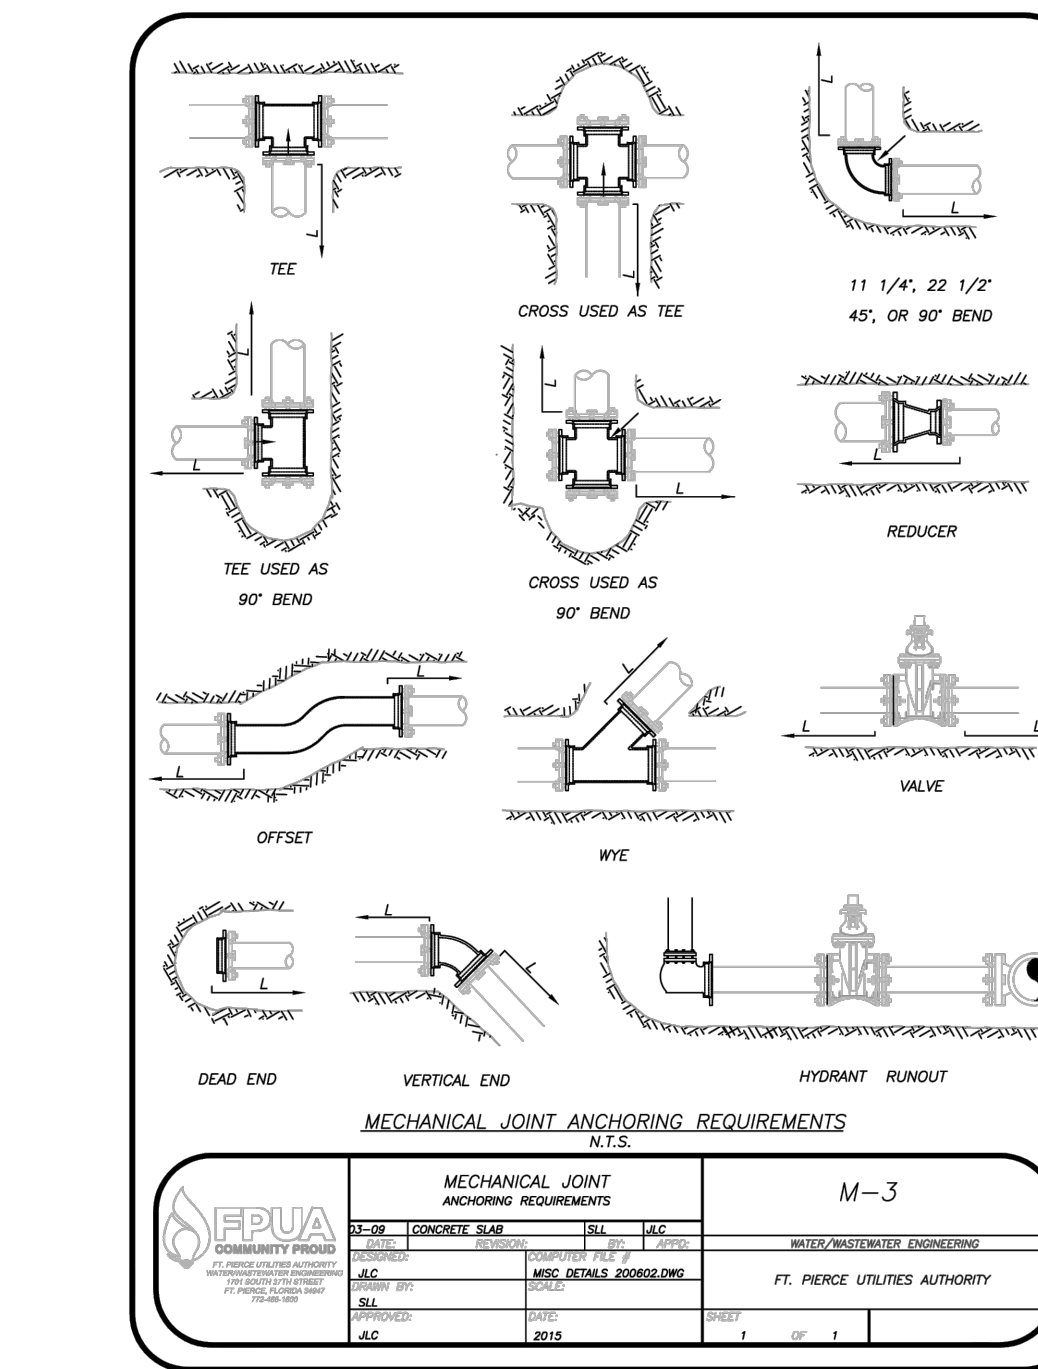 L
L
L
L
TEE
CROSS USED AS TEE
11 1/4°, 22 1/2°
45°, OR 90° BEND
L
L
L
L
L
TEE USED AS
90° BEND
CROSS USED AS
90° BEND
REDUCER
L
L
L
L
L
OFFSET
WYE
VALVE
L
L
L
DEAD END
VERTICAL END
HYDRANT RUNOUT
MECHANICAL JOINT ANCHORING REQUIREMENTS
N.T.S.
FPUA
COMMUNITY PROUD
FT. PIERCE UTILITIES AUTHORITY
WATER/WASTEWATER ENGINEERING
1701 SOUTH 37TH STREET
FT. PIERCE, FLORIDA 34947
772-466-1600
MECHANICAL JOINT
ANCHORING REQUIREMENTS
03-09 CONCRETE SLAB SLL JLC
DATE: REVISION: BY: APPD:
DESIGNED: COMPUTER FILE #
JLC MISC DETAILS 200602.DWG
DRAWN BY: SCALE:
SLL
APPROVED: DATE:
JLC 2015
M-3
WATER/WASTEWATER ENGINEERING
FT. PIERCE UTILITIES AUTHORITY
SHEET
1 OF 1